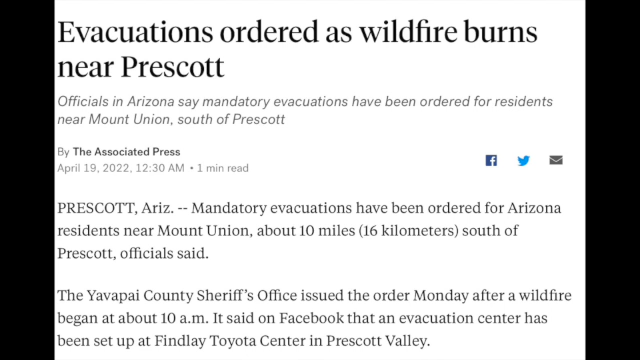 Evacuations ordered as wildfire burns
near Prescott
Officials in Arizona say mandatory evacuations have been ordered for residents
near Mount Union, south of Prescott
By The Associated Press
April 19, 2022, 12:30 AM • 1 min read
PRESCOTT, Ariz. -- Mandatory evacuations have been ordered for Arizona
residents near Mount Union, about 10 miles (16 kilometers) south of
Prescott, officials said.
The Yavapai County Sheriff’s Office issued the order Monday after a wildfire
began at about 10 a.m. It said on Facebook that an evacuation center has
been set up at Findlay Toyota Center in Prescott Valley.